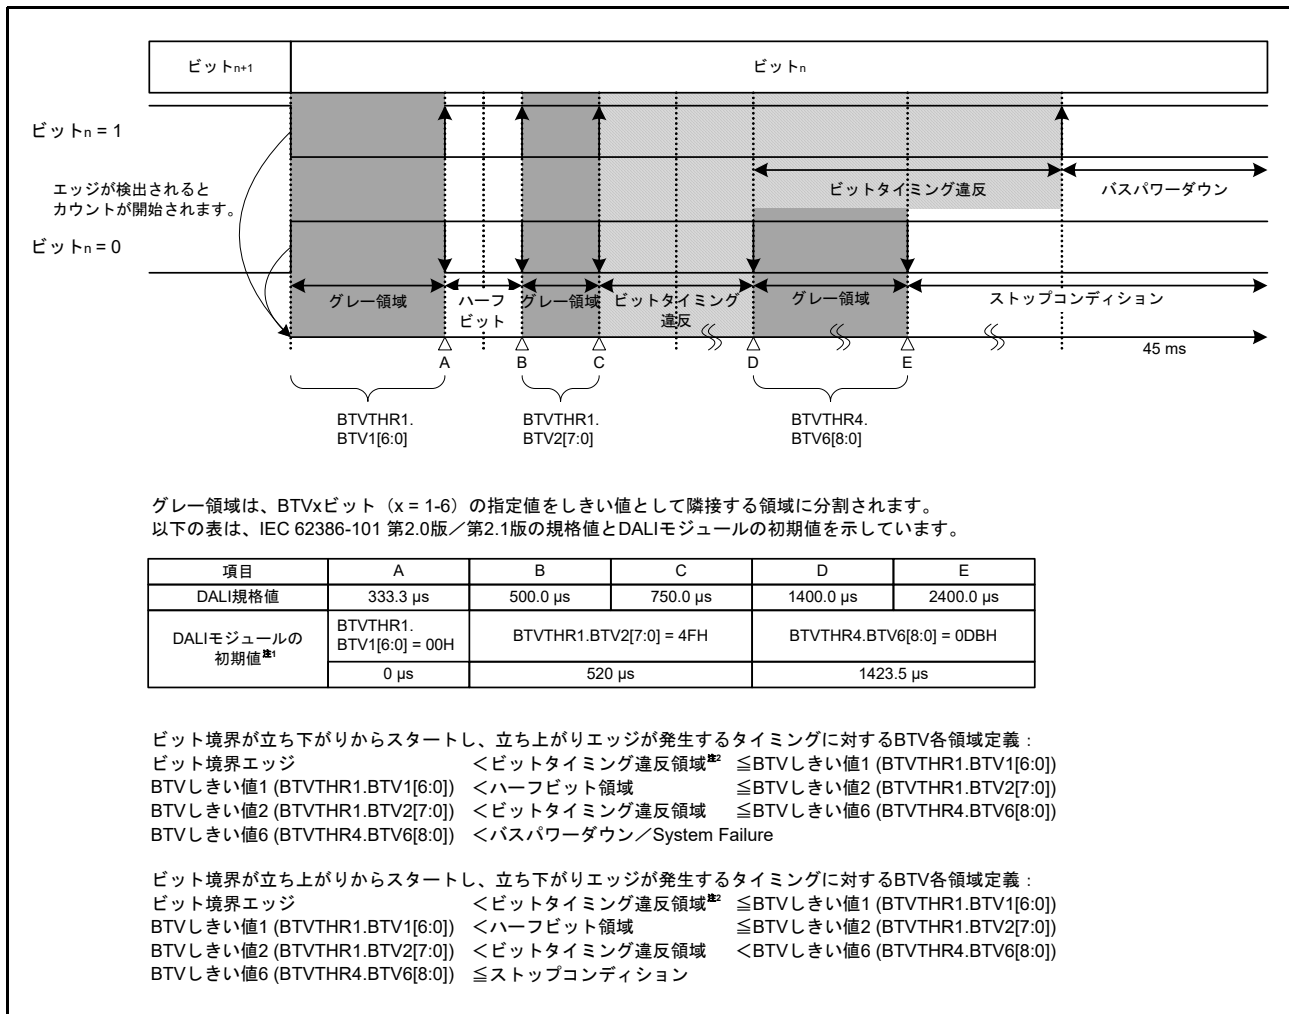 ビットn+1
ビットn
ビットn = 1
エッジが検出されると
カウントが開始されます。
ビットタイミング違反
バスパワーダウン
ビットn = 0
グレー領域
ハーフ
ビット
グレー領域
ビットタイミング
違反
グレー領域
ストップコンディション
45 ms
A
B
C
D
E
BTVTHR1.
BTV1[6:0]
BTVTHR1.
BTV2[7:0]
BTVTHR4.
BTV6[8:0]
グレー領域は、BTVxビット（x = 1-6）の指定値をしきい値として隣接する領域に分割されます。
以下の表は、IEC 62386-101 第2.0版／第2.1版の規格値とDALIモジュールの初期値を示しています。
項目 A B C D E
DALI規格値 333.3 µs 500.0 µs 750.0 µs 1400.0 µs 2400.0 µs
DALIモジュールの
初期値注1
BTVTHR1.
BTV1[6:0] = 00H
BTVTHR1.BTV2[7:0] = 4FH
BTVTHR4.BTV6[8:0] = 0DBH
0 µs 520 µs 1423.5 µs
ビット境界が立ち下がりからスタートし、立ち上がりエッジが発生するタイミングに対するBTV各領域定義：
ビット境界エッジ ＜ビットタイミング違反領域注2 ≦BTVしきい値1 (BTVTHR1.BTV1[6:0])
BTVしきい値1 (BTVTHR1.BTV1[6:0]) ＜ハーフビット領域 ≦BTVしきい値2 (BTVTHR1.BTV2[7:0])
BTVしきい値2 (BTVTHR1.BTV2[7:0]) ＜ビットタイミング違反領域 ≦BTVしきい値6 (BTVTHR4.BTV6[8:0])
BTVしきい値6 (BTVTHR4.BTV6[8:0]) ＜バスパワーダウン／System Failure
ビット境界が立ち上がりからスタートし、立ち下がりエッジが発生するタイミングに対するBTV各領域定義：
ビット境界エッジ ＜ビットタイミング違反領域注2 ≦BTVしきい値1 (BTVTHR1.BTV1[6:0])
BTVしきい値1 (BTVTHR1.BTV1[6:0]) ＜ハーフビット領域 ≦BTVしきい値2 (BTVTHR1.BTV2[7:0])
BTVしきい値2 (BTVTHR1.BTV2[7:0]) ＜ビットタイミング違反領域 ＜BTVしきい値6 (BTVTHR4.BTV6[8:0])
BTVしきい値6 (BTVTHR4.BTV6[8:0]) ≦ストップコンディション